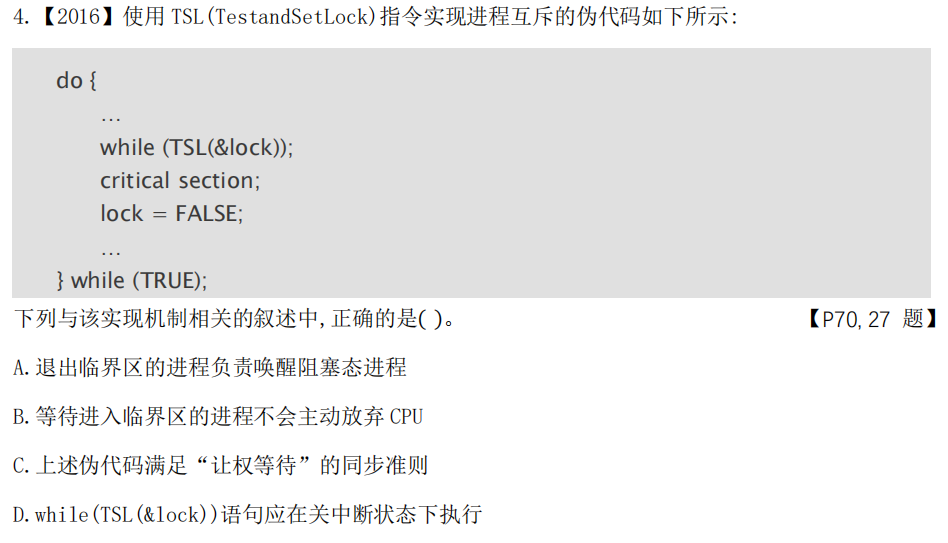 4.【2016】使用 TSL(TestandSetLock)指令实现进程互斥的伪代码如下所示:
do {
…
while (TSL(&lock));
critical section;
lock = FALSE;
…
} while (TRUE);
下列与该实现机制相关的叙述中,正确的是( )。 【P70,27 题】
A.退出临界区的进程负责唤醒阻塞态进程
B.等待进入临界区的进程不会主动放弃 CPU
C.上述伪代码满足“让权等待”的同步准则
D.while(TSL(&lock))语句应在关中断状态下执行